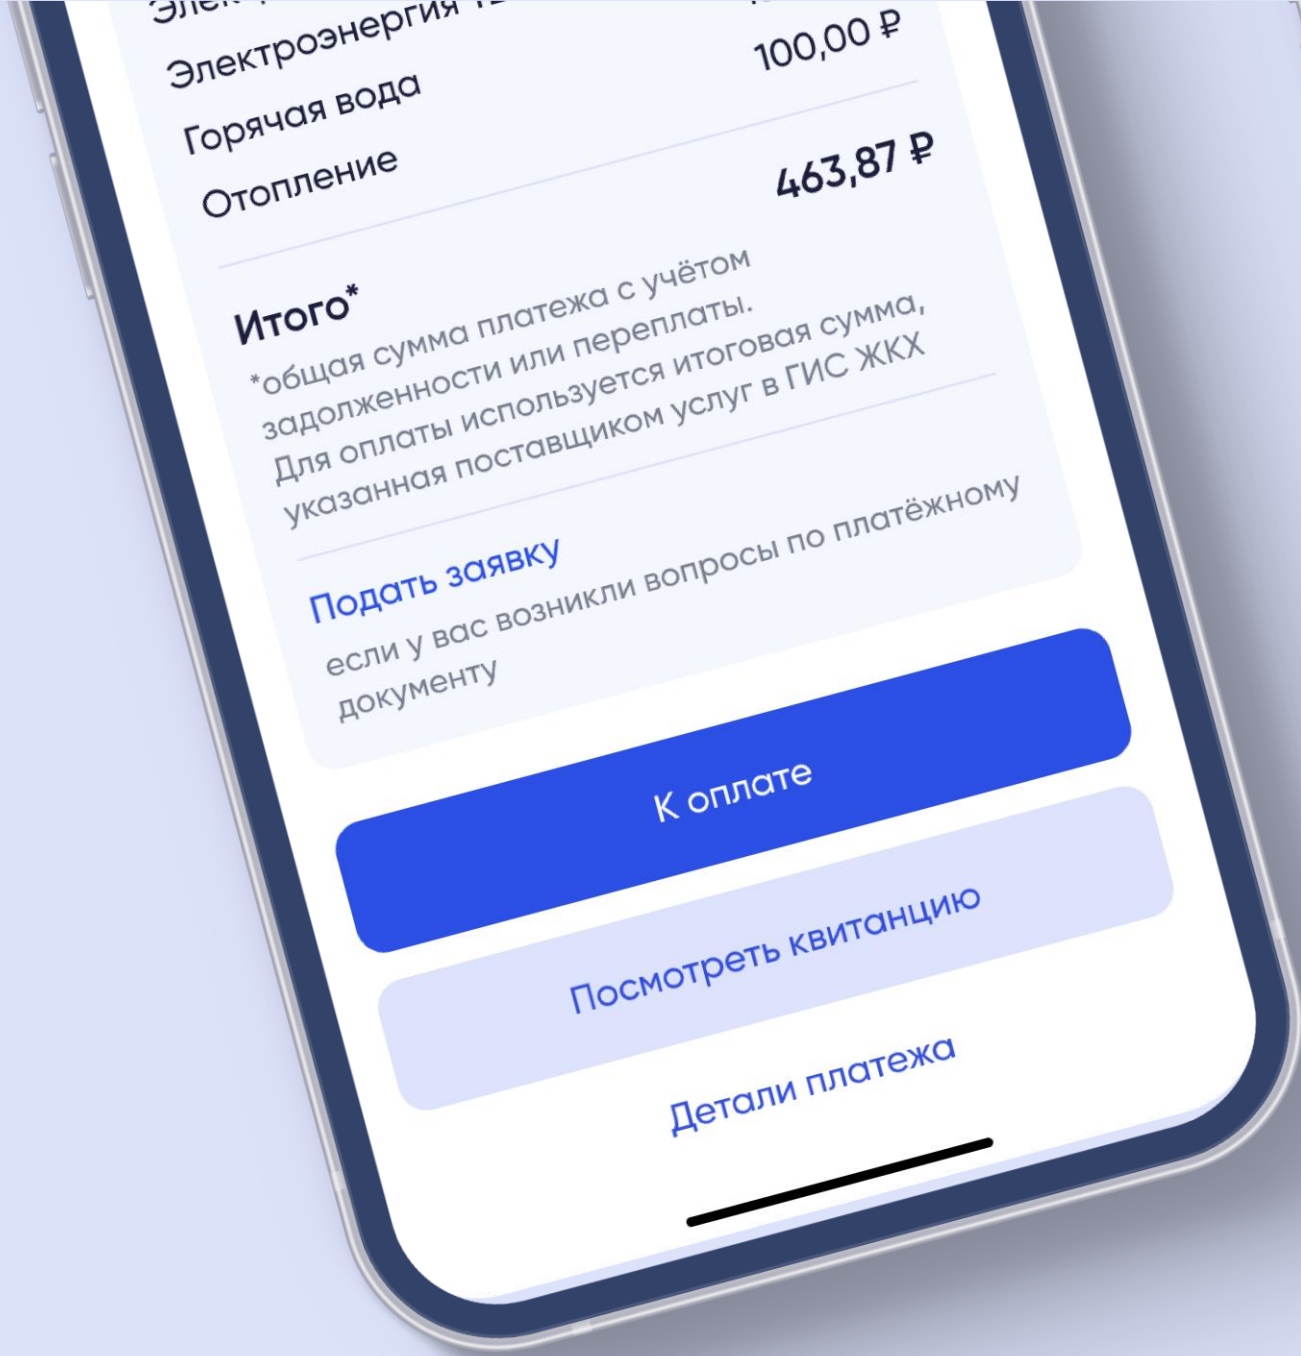 Электроэнергия
Горячая вода
Отопление
100,00 ₽
Итого*
463,87 ₽
*общая сумма платежа с учётом
задолженности или переплаты.
Для оплаты используется итоговая сумма,
указанная поставщиком услуг в ГИС ЖКХ
Подать заявку
если у вас возникли вопросы по платёжному
документу
К оплате
Посмотреть квитанцию
Детали платежа